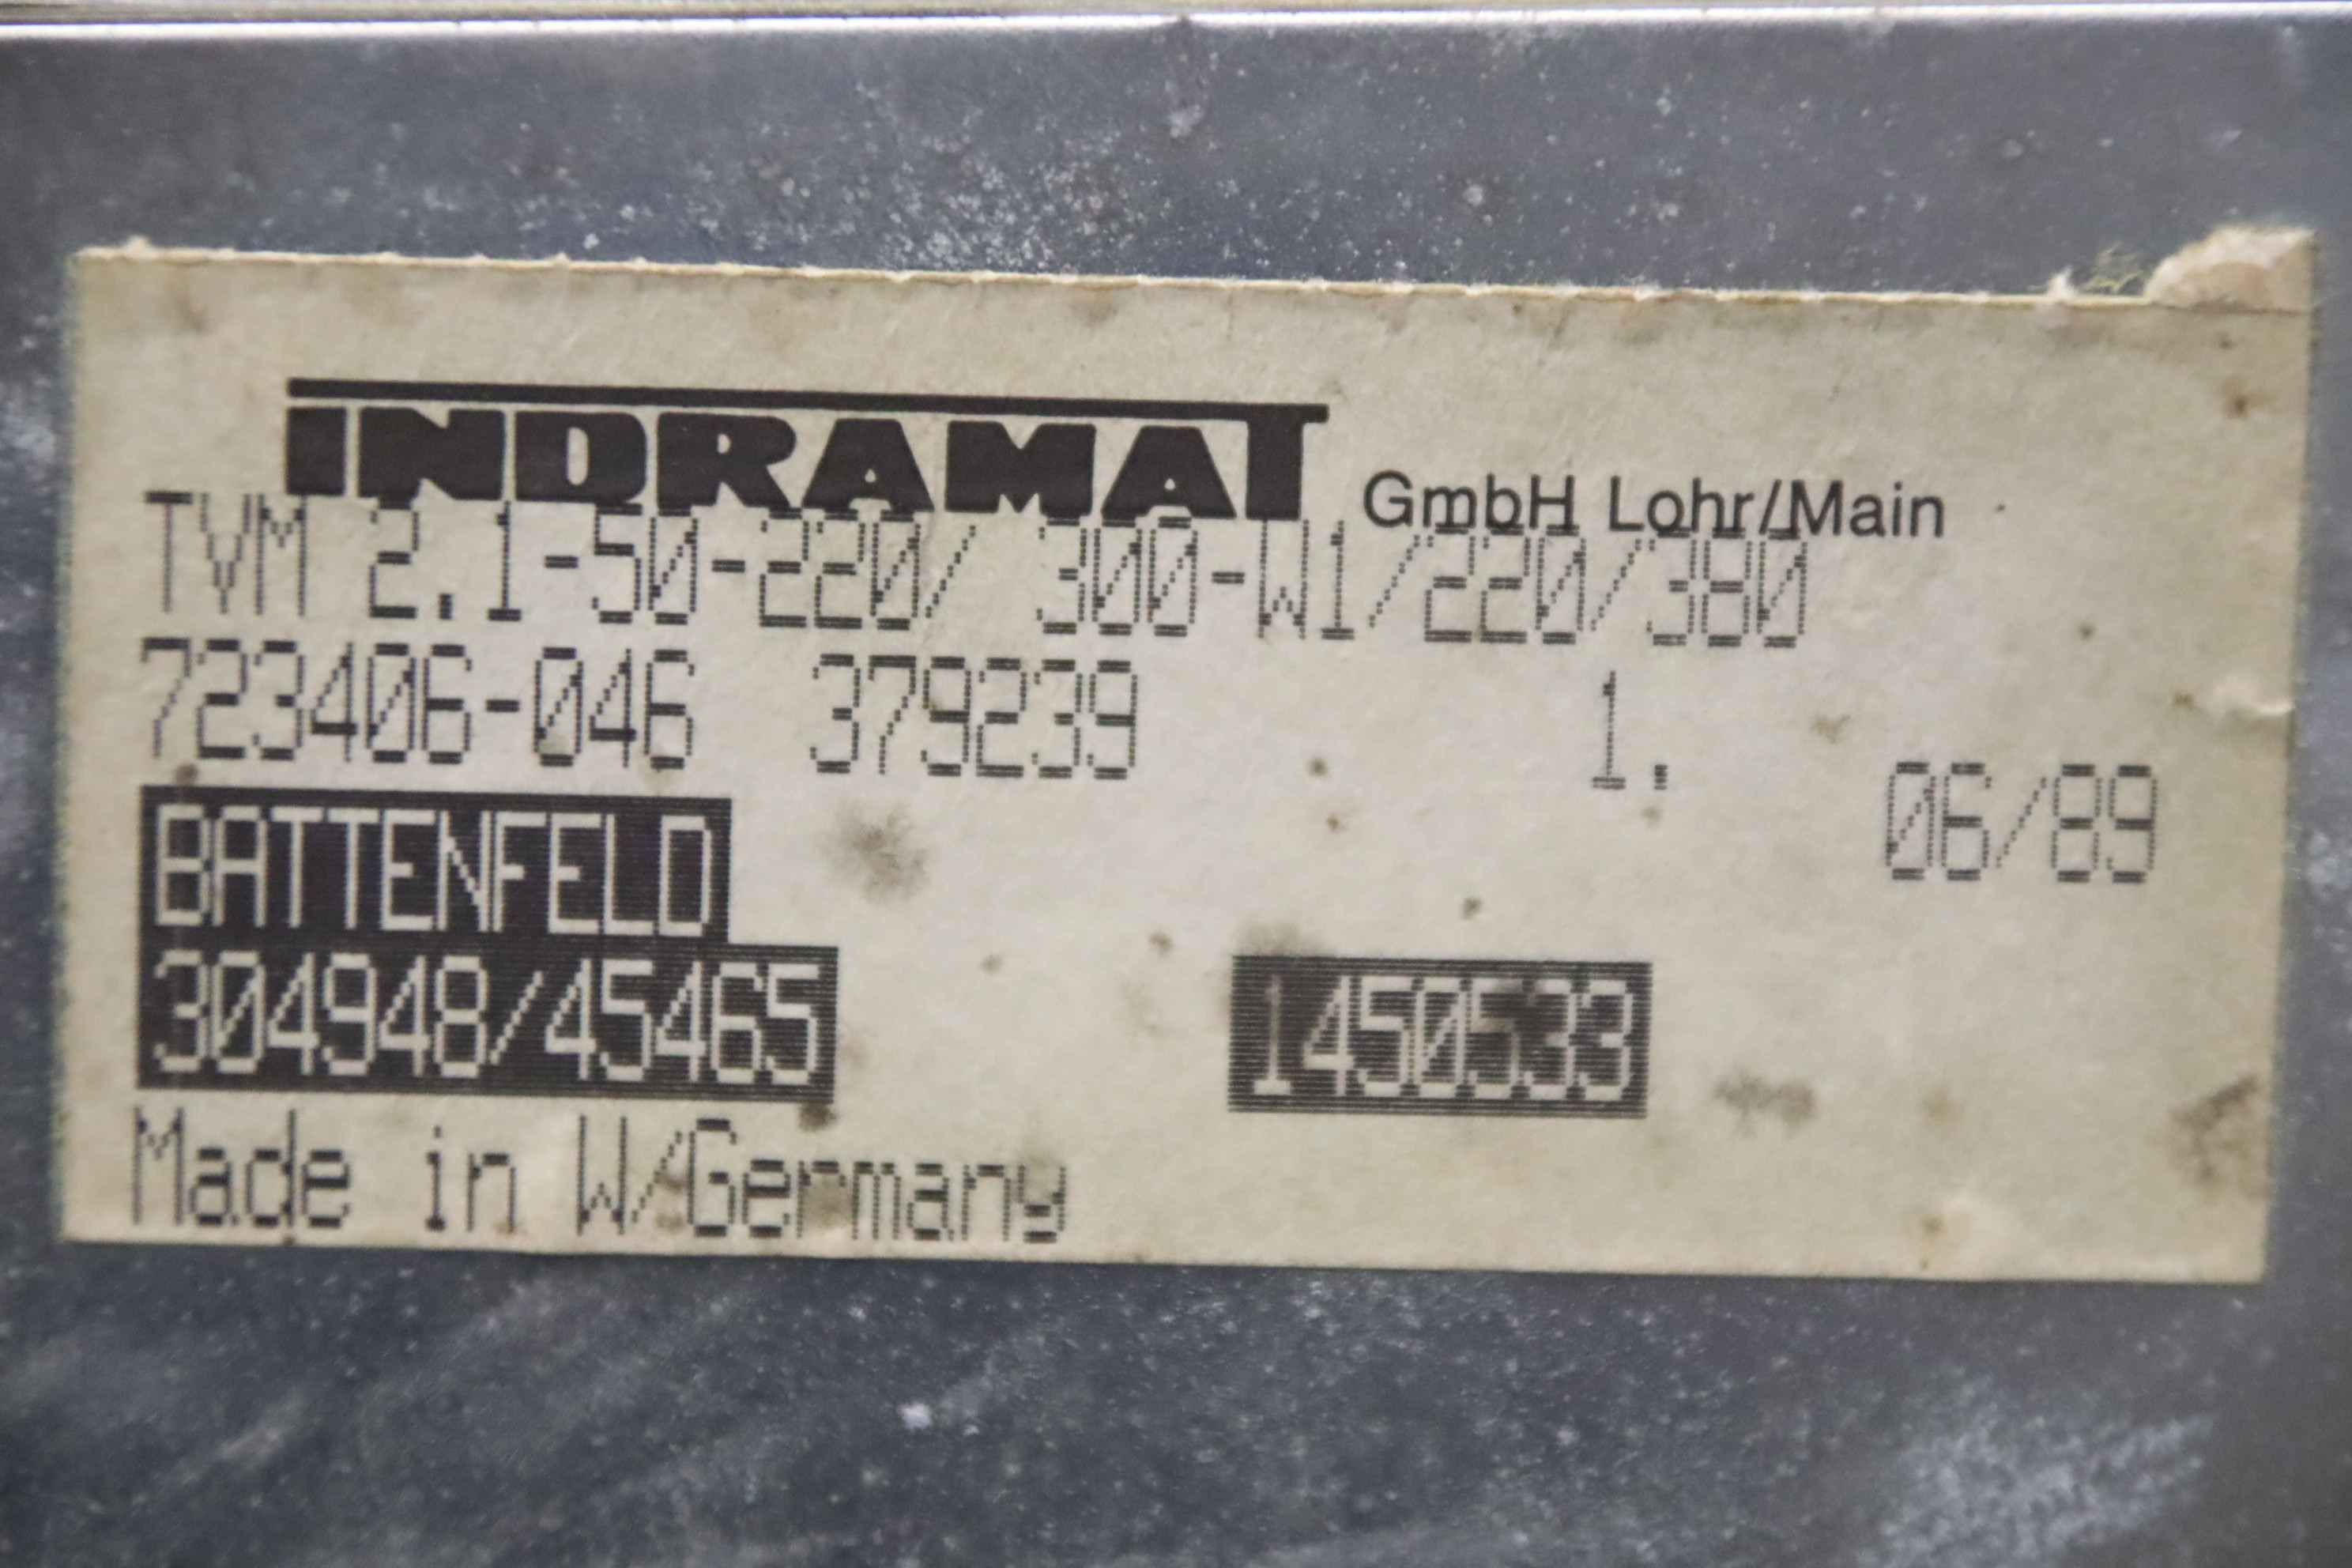 INDRAMAT GmbH Lohr/Main
TVM 2.1-50-220/ 300-W1/220/380
723406-046 379239 1.
06/89
BATTENFELD
304948/45465 1450533
Made in W/Germany